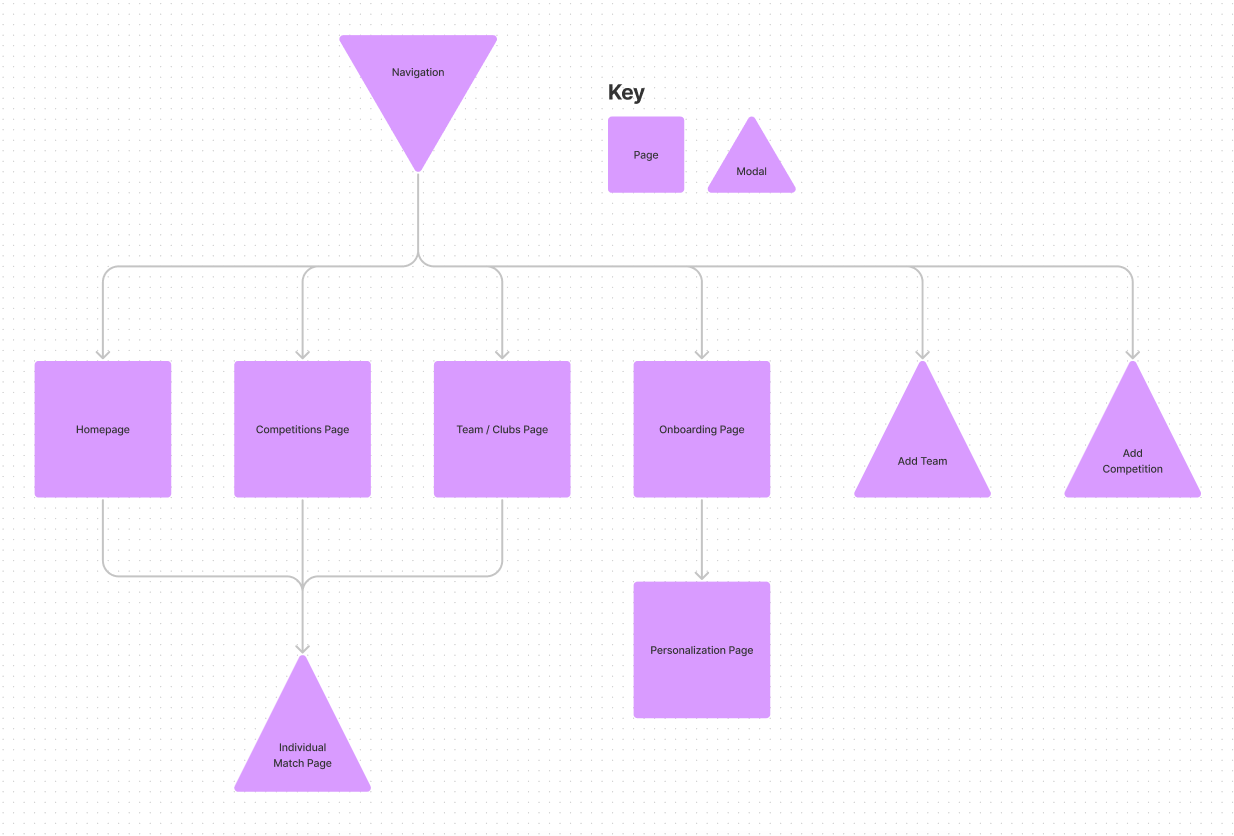 Navigation
Key
Page
Modal
Homepage
Competitions Page
Team / Clubs Page
Onboarding Page
Add Team
Add
Competition
Personalization Page
Individual
Match Page